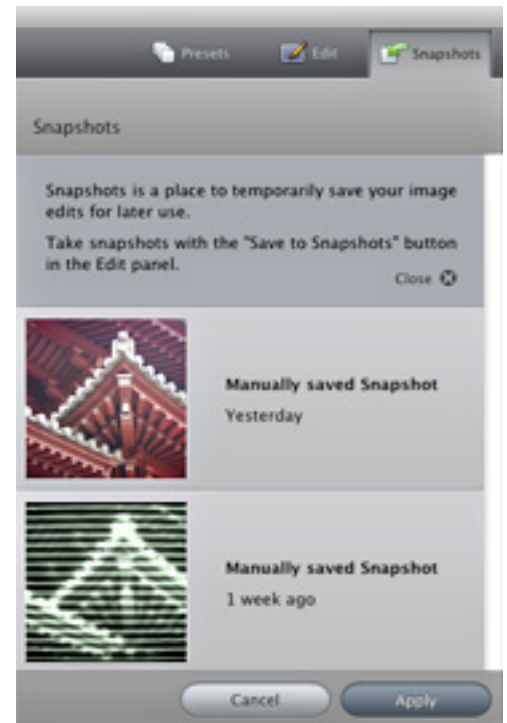 Presets Edit Snapshots
Snapshots
Snapshots is a place to temporarily save your image
edits for later use.
Take snapshots with the "Save to Snapshots" button
in the Edit panel.
Close
Manually saved Snapshot
Yesterday
Manually saved Snapshot
1 week ago
Cancel Apply